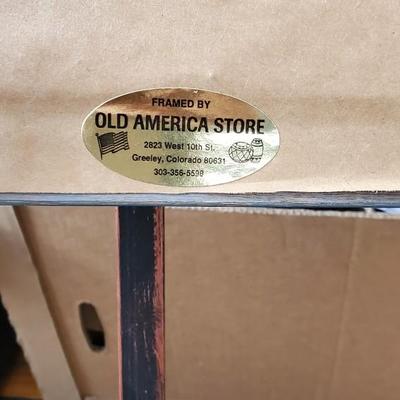 FRAMED BY
OLD AMERICA STORE
2823 West 10th St.
Greeley, Colorado 80631
303-356-5598